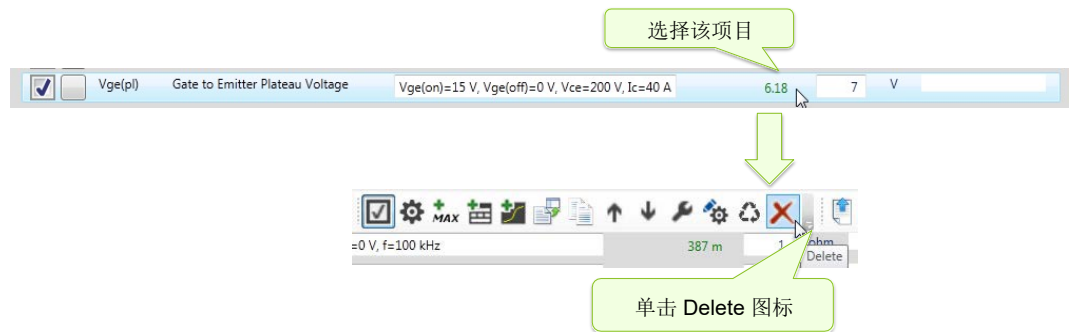 选择该项目
Vge(pl) Gate to Emitter Plateau Voltage Vge(on)=15 V, Vge(off)=0 V, Vce=200 V, Ic=40 A 6.18 7 V
MAX
=0 V, f=100 kHz 387 m 1 ohm
Delete
单击 Delete 图标